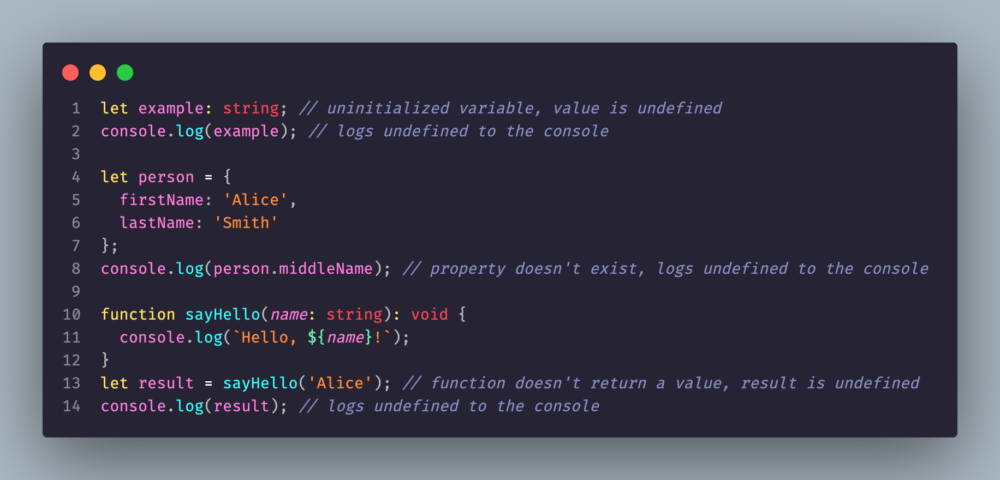 1 let example: string; // uninitialized variable, value is undefined
2 console.log(example); // logs undefined to the console
3
4 let person = {
5   firstName: 'Alice',
6   lastName: 'Smith'
7 };
8 console.log(person.middleName); // property doesn't exist, logs undefined to the console
9
10 function sayHello(name: string): void {
11   console.log(`Hello, ${name}!`);
12 }
13 let result = sayHello('Alice'); // function doesn't return a value, result is undefined
14 console.log(result); // logs undefined to the console